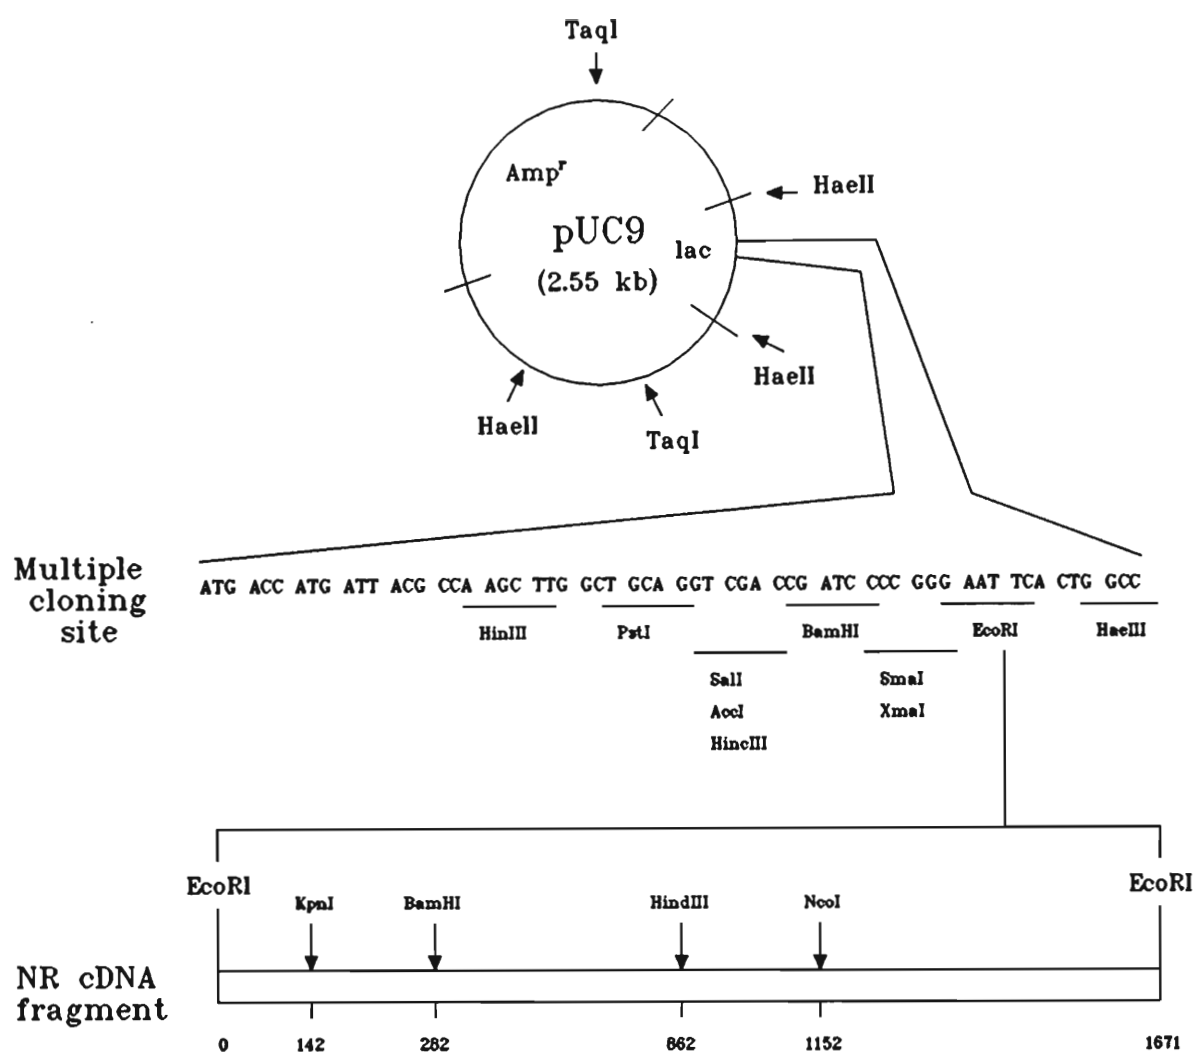 TaqI
Ampʳ
HaeII
pUC9
lac
(2.55 kb)
HaeII
HaeII
TaqI
Multiple
cloning
site
ATG ACC ATG ATT ACG CCA AGC TTG GCT GCA GGT CGA CCG ATC CCC GGG AAT TCA CTG GCC
HinIII PstI BamHI EcoRI HaeIII
SalI SmaI
AccI XmaI
HincIII
EcoRI EcoRI
KpnI BamHI HindIII NcoI
NR cDNA
fragment
0 142 282 862 1152 1671